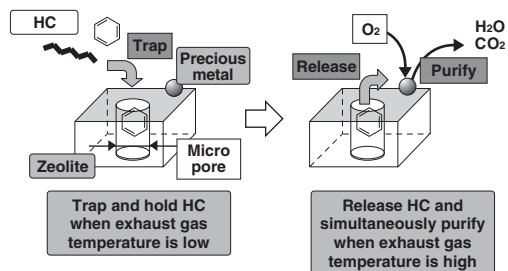 HC
Trap
Precious
metal
Zeolite
Micro
pore
Trap and hold HC
when exhaust gas
temperature is low
O₂
H₂O
CO₂
Release
Purify
Release HC and
simultaneously purify
when exhaust gas
temperature is high